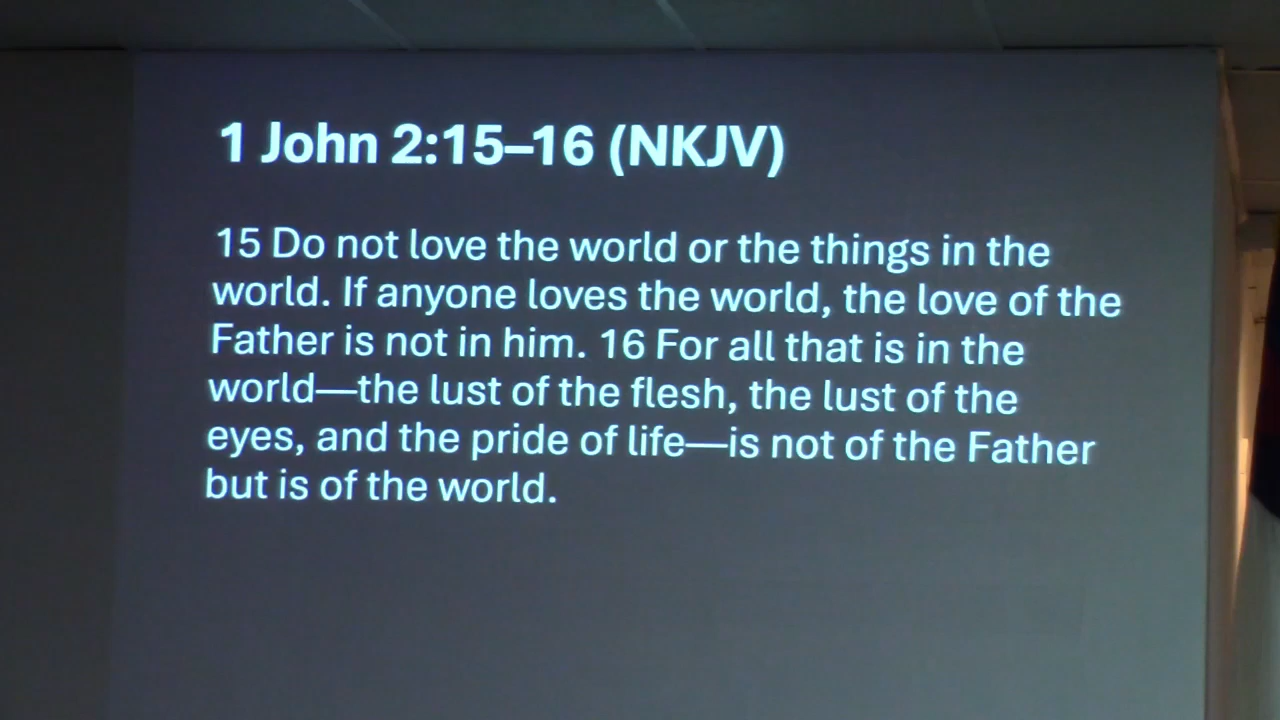 1 John 2:15–16 (NKJV)
15 Do not love the world or the things in the
world. If anyone loves the world, the love of the
Father is not in him. 16 For all that is in the
world—the lust of the flesh, the lust of the
eyes, and the pride of life—is not of the Father
but is of the world.